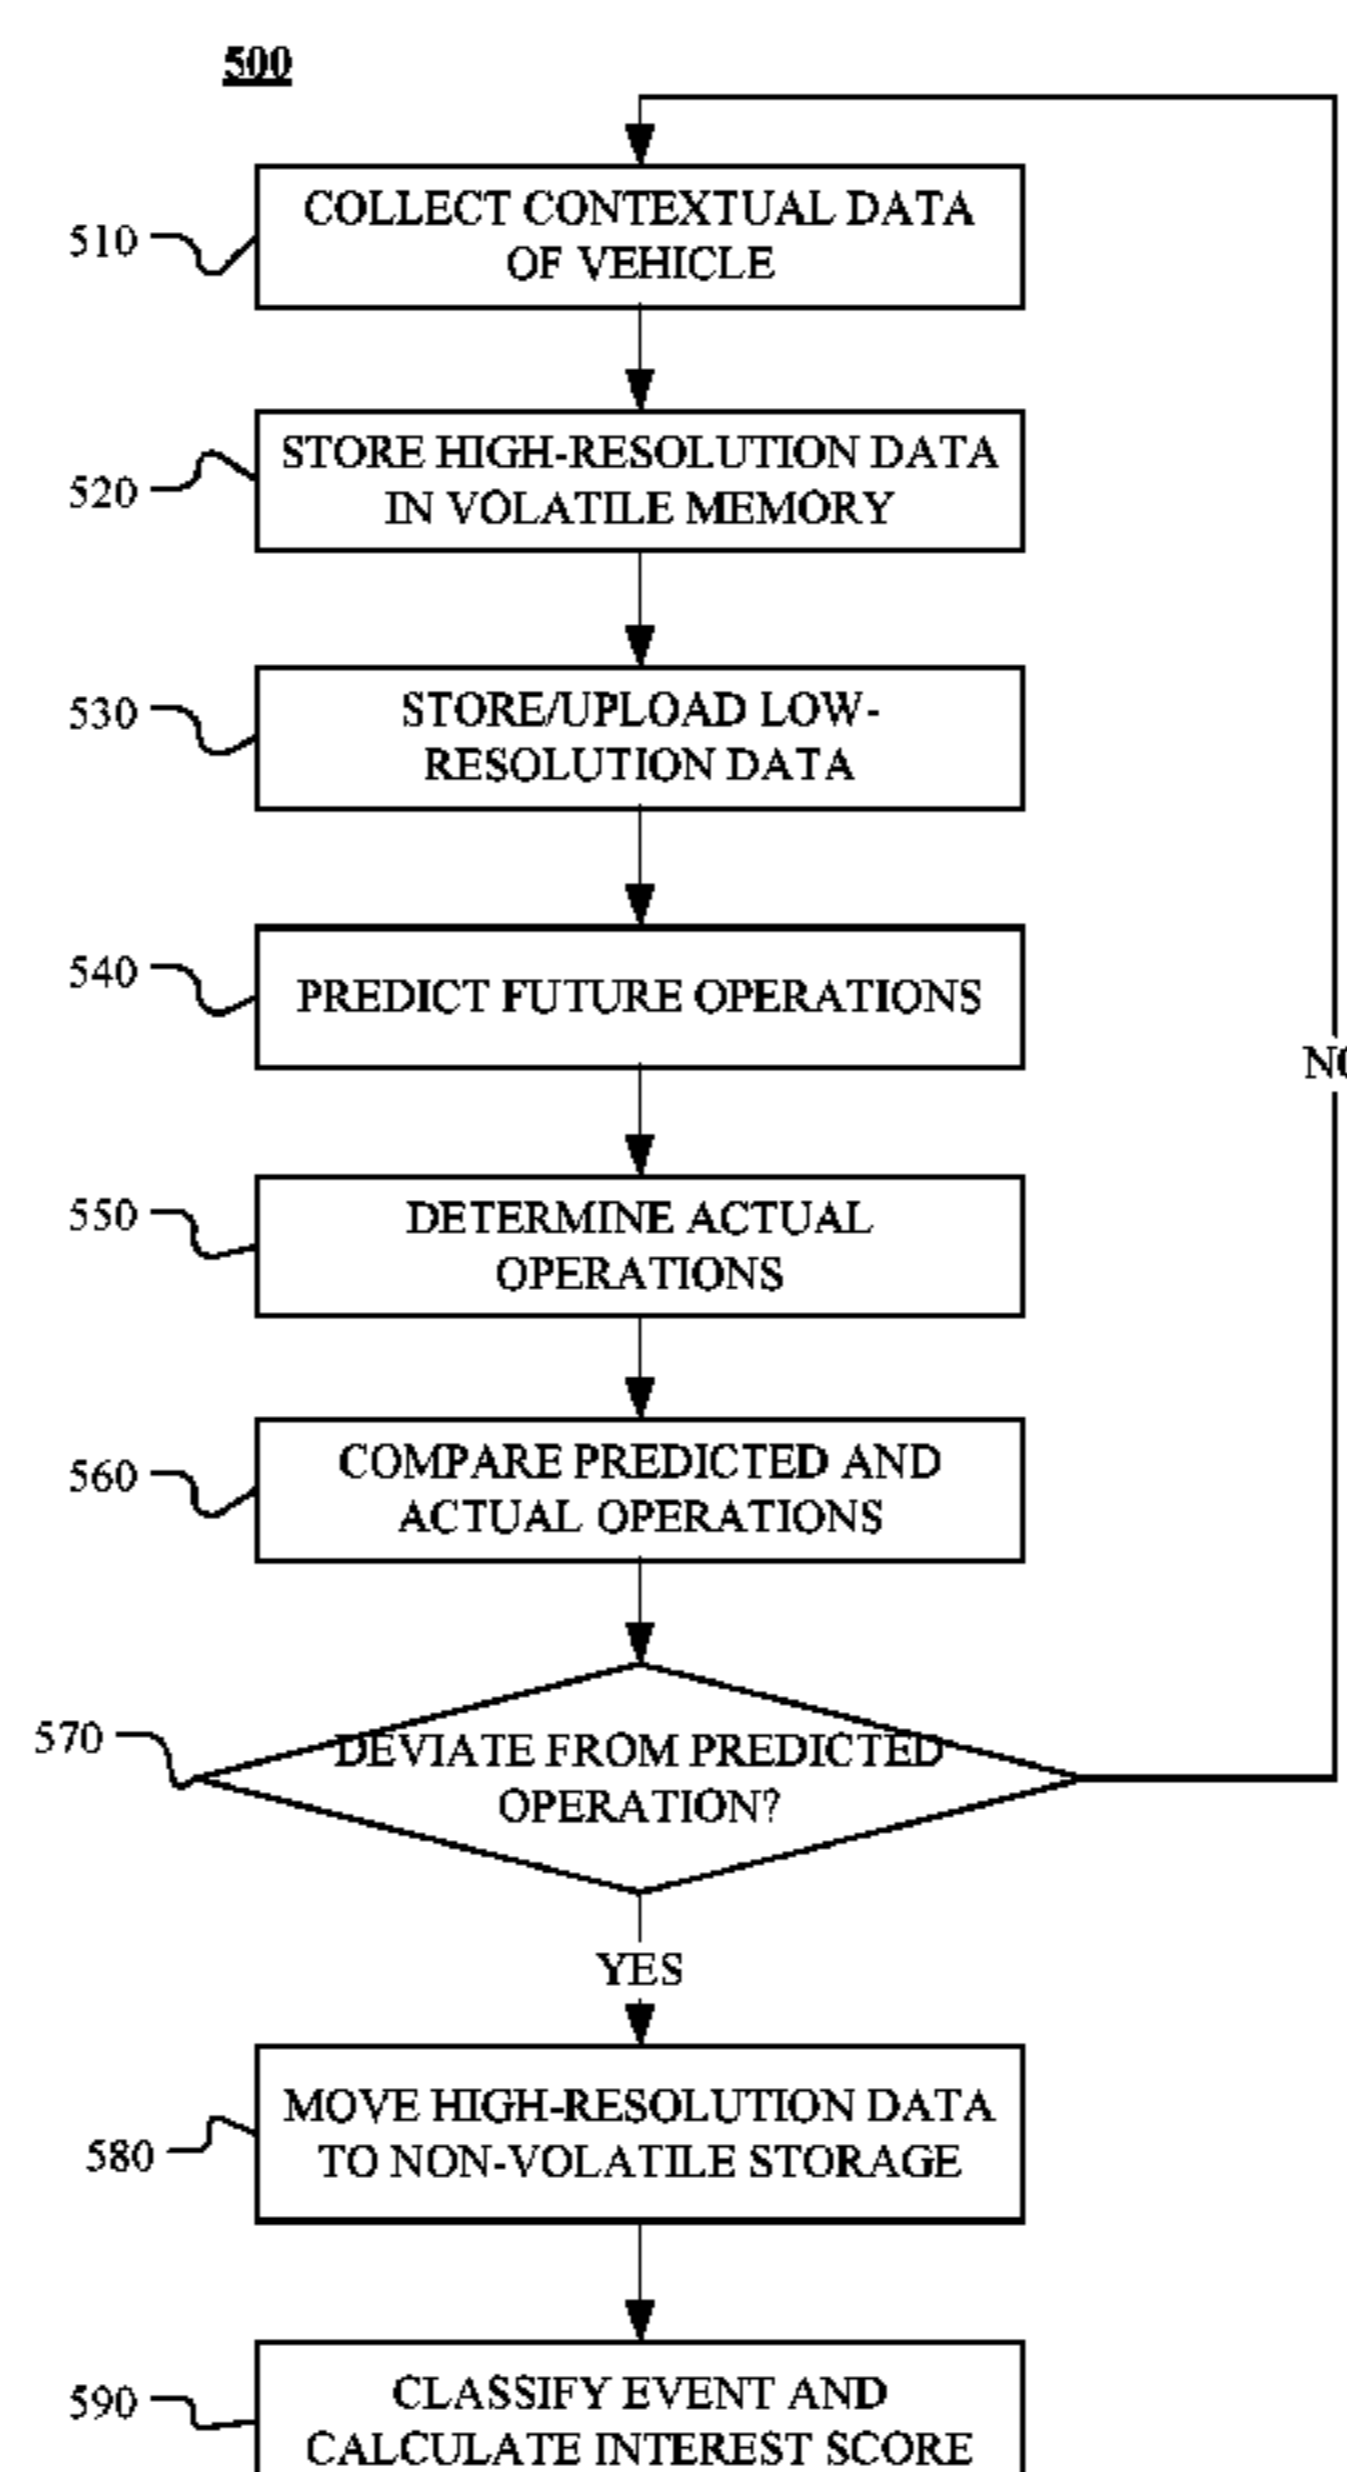 500
COLLECT CONTEXTUAL DATA
OF VEHICLE
510
STORE HIGH-RESOLUTION DATA
IN VOLATILE MEMORY
520
STORE/UPLOAD LOW-
RESOLUTION DATA
530
PREDICT FUTURE OPERATIONS
540
NO
DETERMINE ACTUAL
OPERATIONS
550
COMPARE PREDICTED AND
ACTUAL OPERATIONS
560
DEVIATE FROM PREDICTED
OPERATION?
570
YES
MOVE HIGH-RESOLUTION DATA
TO NON-VOLATILE STORAGE
580
CLASSIFY EVENT AND
CALCULATE INTEREST SCORE
590